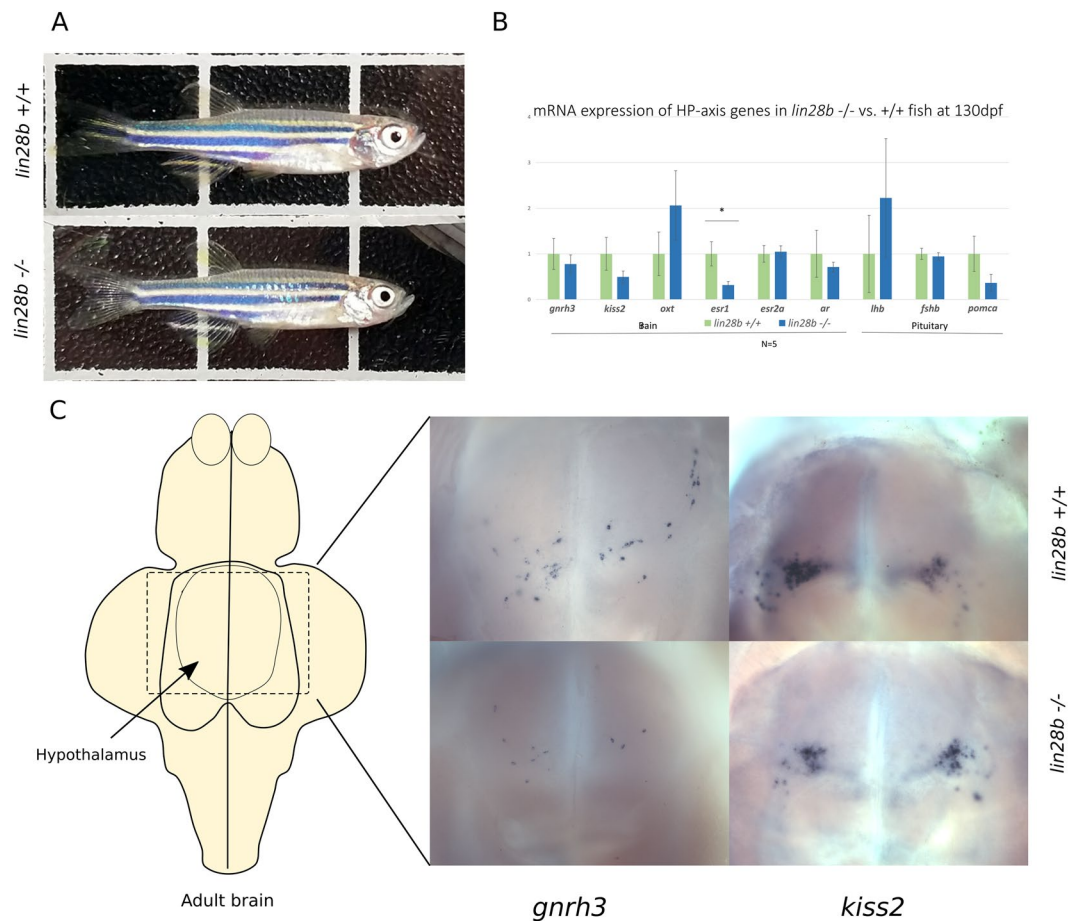 A
B
lin28b +/+
lin28b -/-
mRNA expression of HP-axis genes in lin28b -/- vs. +/+ fish at 130dpf
4
3
2
1
0
*
gnrh3 kiss2 oxt esr1 esr2a ar lhb fshb pomca
Brain
lin28b +/+ lin28b -/-
Pituitary
N=5
C
Hypothalamus
Adult brain
lin28b +/+
lin28b -/-
gnrh3 kiss2